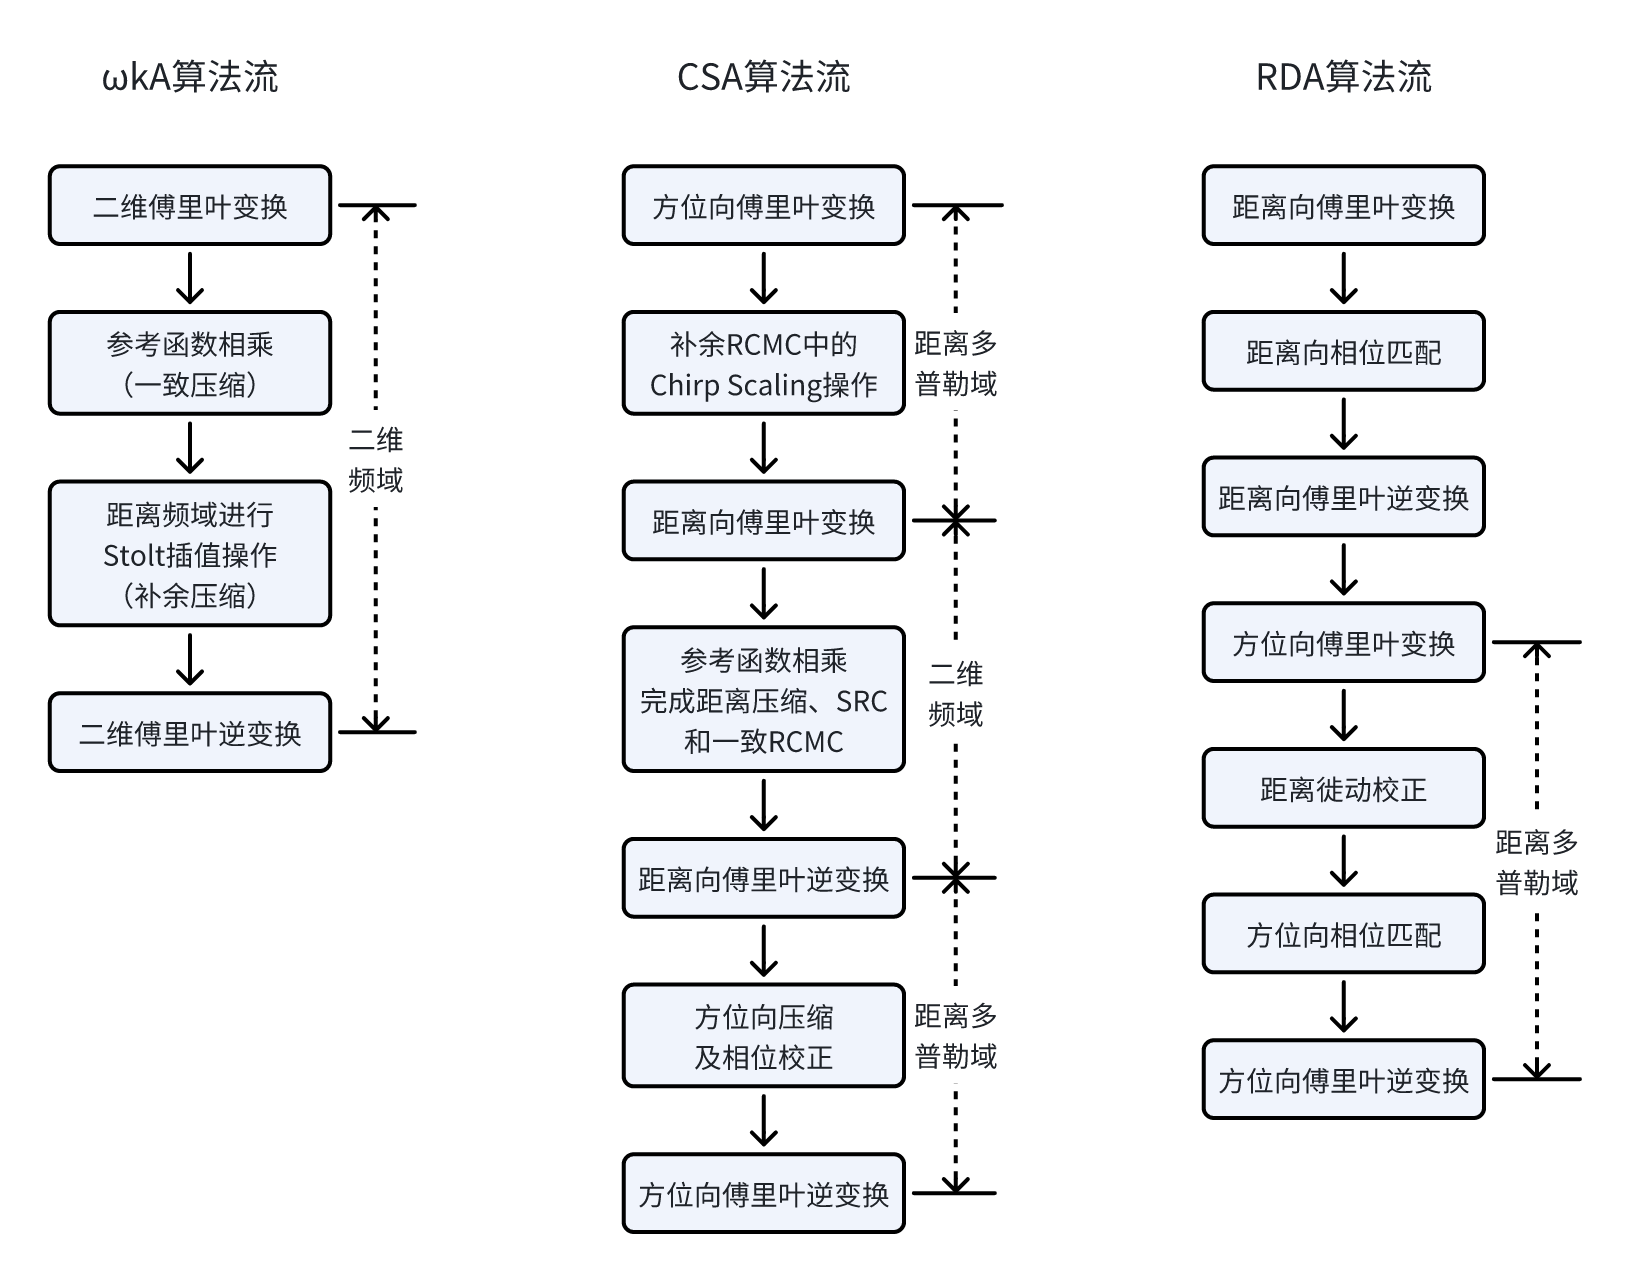 ωkA算法流
二维傅里叶变换
参考函数相乘
（一致压缩）
距离频域进行
Stolt插值操作
（补余压缩）
二维傅里叶逆变换
二维
频域
CSA算法流
方位向傅里叶变换
补余RCMC中的
Chirp Scaling操作
距离向傅里叶变换
参考函数相乘
完成距离压缩、SRC
和一致RCMC
距离向傅里叶逆变换
方位向压缩
及相位校正
方位向傅里叶逆变换
距离多
普勒域
二维
频域
距离多
普勒域
RDA算法流
距离向傅里叶变换
距离向相位匹配
距离向傅里叶逆变换
方位向傅里叶变换
距离徙动校正
方位向相位匹配
方位向傅里叶逆变换
距离多
普勒域